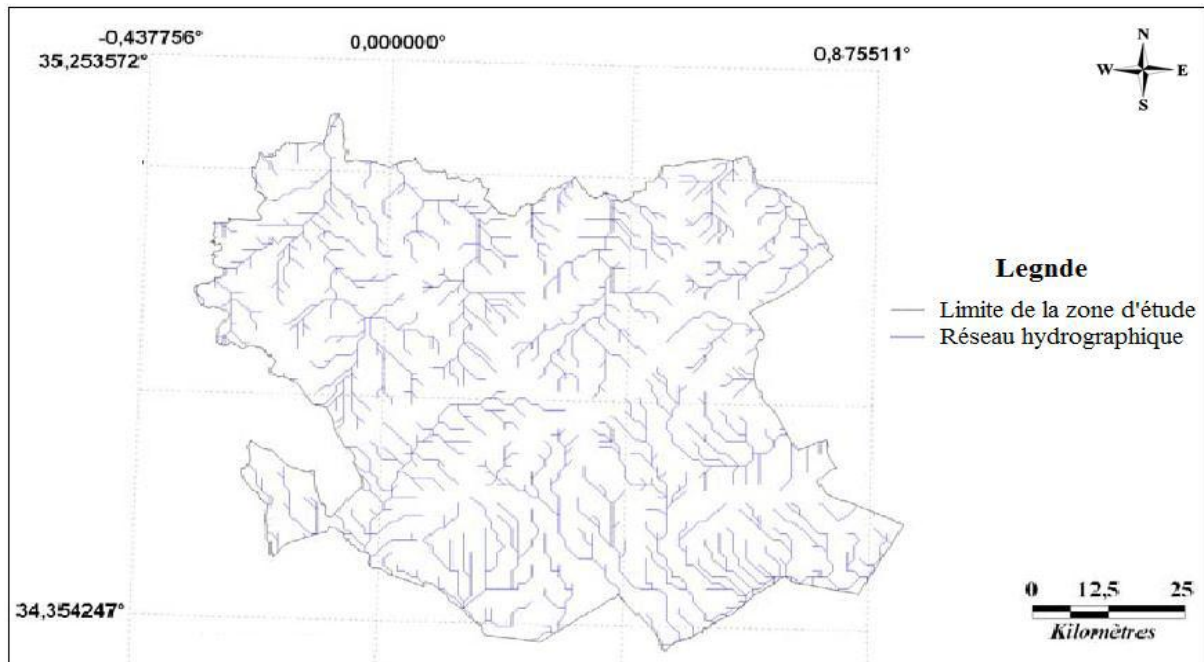 -0,437756°
0,000000°
0,875511°
35,253572°
N
W E
S
Legnde
Limite de la zone d'étude
Réseau hydrographique
34,354247°
0 12,5 25
Kilomètres